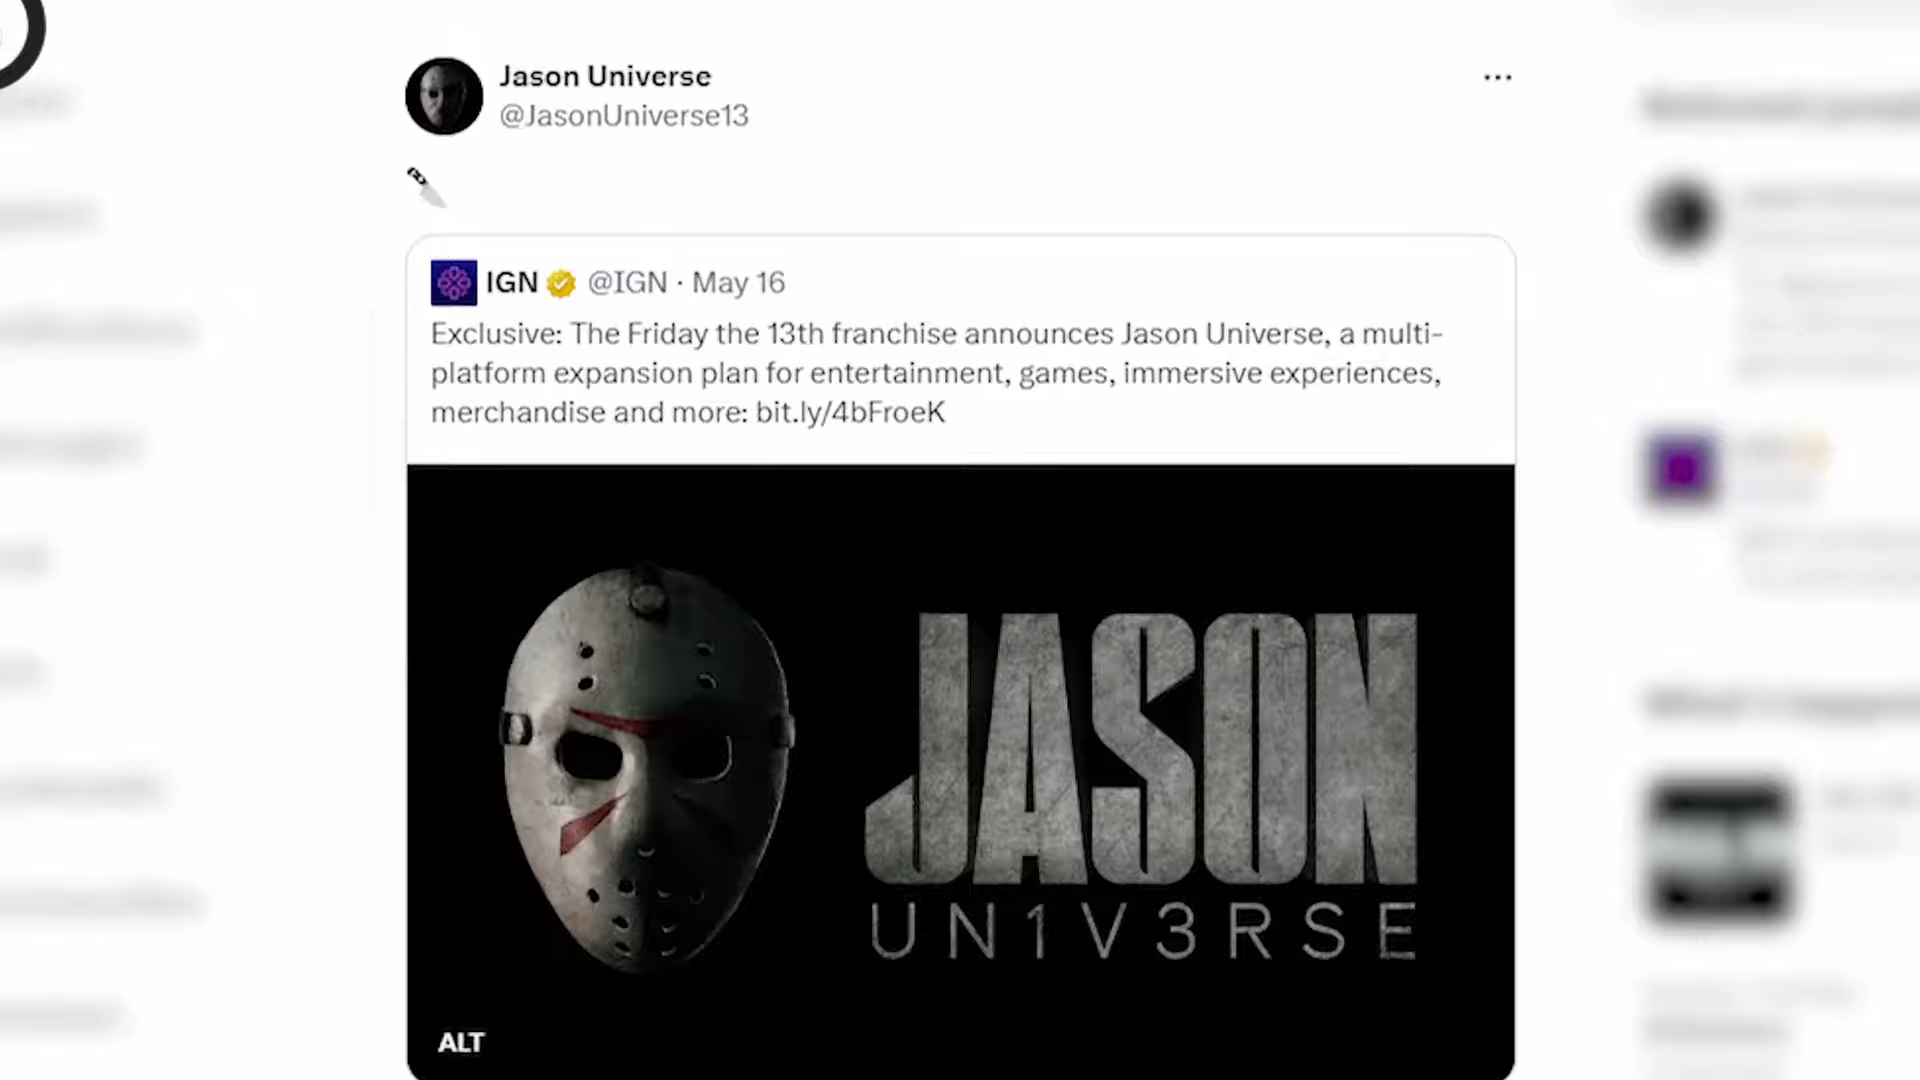 Jason Universe
@JasonUniverse13
IGN @IGN · May 16
Exclusive: The Friday the 13th franchise announces Jason Universe, a multi-
platform expansion plan for entertainment, games, immersive experiences,
merchandise and more: bit.ly/4bFroeK
JASON
UN1V3RSE
ALT